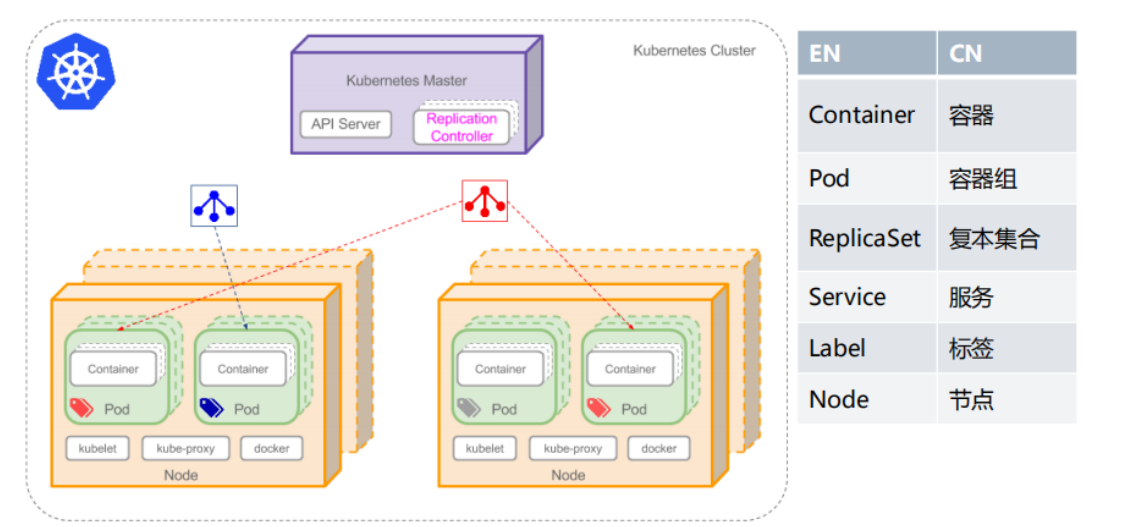 Kubernetes Cluster
Kubernetes Master
API Server
Replication
Controller
Container
Pod
Container
Pod
kubelet
kube-proxy
docker
Node
Container
Pod
Container
Pod
kubelet
kube-proxy
docker
Node
EN CN
Container 容器
Pod 容器组
ReplicaSet 复本集合
Service 服务
Label 标签
Node 节点